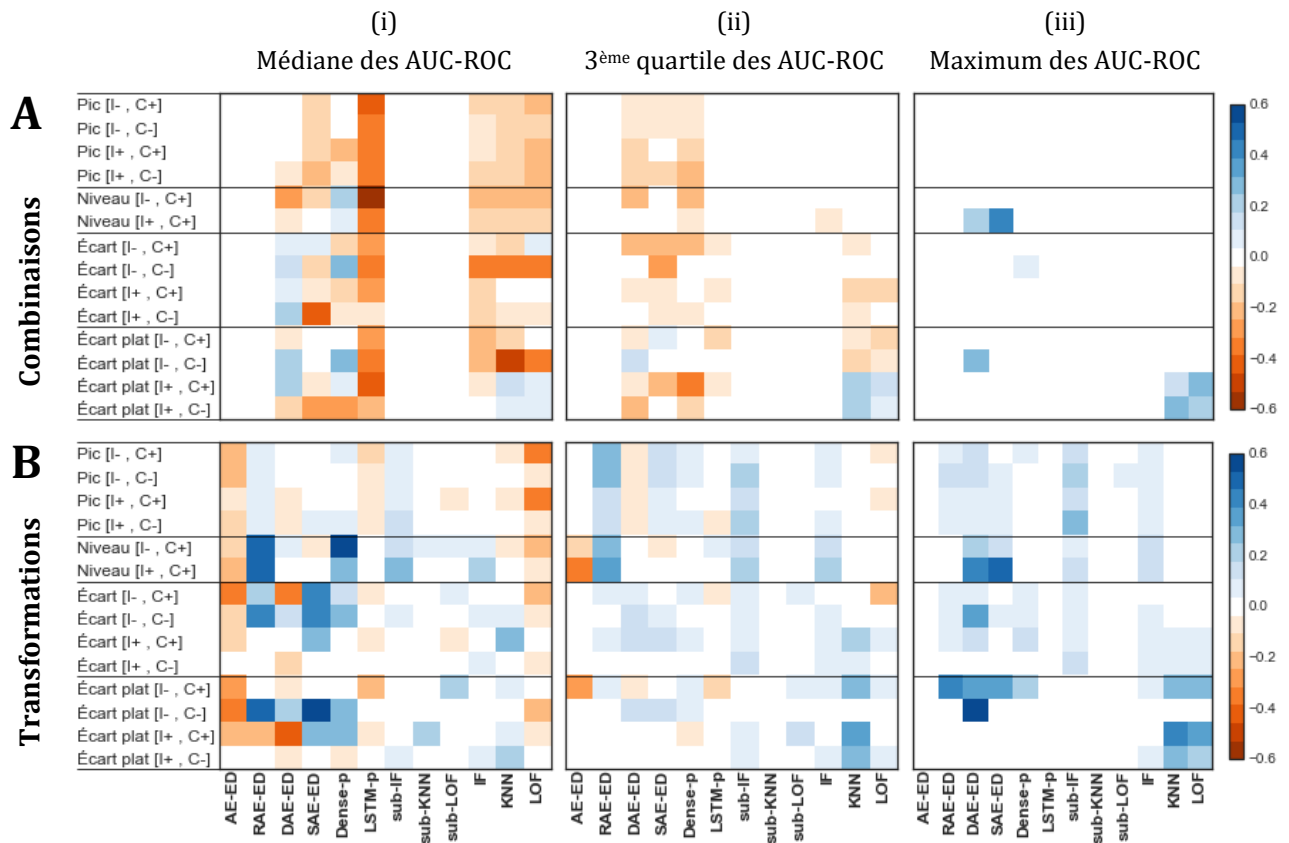 (i) (ii) (iii)
Médiane des AUC-ROC 3ème quartile des AUC-ROC Maximum des AUC-ROC
A
Combinaisons
Pic [I- , C+]
Pic [I- , C-]
Pic [I+ , C+]
Pic [I+ , C-]
Niveau [I- , C+]
Niveau [I+ , C+]
Écart [I- , C+]
Écart [I- , C-]
Écart [I+ , C+]
Écart [I+ , C-]
Écart plat [I- , C+]
Écart plat [I- , C-]
Écart plat [I+ , C+]
Écart plat [I+ , C-]
0.6
0.4
0.2
0.0
−0.2
−0.4
−0.6
B
Transformations
Pic [I- , C+]
Pic [I- , C-]
Pic [I+ , C+]
Pic [I+ , C-]
Niveau [I- , C+]
Niveau [I+ , C+]
Écart [I- , C+]
Écart [I- , C-]
Écart [I+ , C+]
Écart [I+ , C-]
Écart plat [I- , C+]
Écart plat [I- , C-]
Écart plat [I+ , C+]
Écart plat [I+ , C-]
0.6
0.4
0.2
0.0
−0.2
−0.4
−0.6
AE-ED RAE-ED DAE-ED SAE-ED Dense-p LSTM-p sub-IF sub-KNN sub-LOF IF KNN LOF
AE-ED RAE-ED DAE-ED SAE-ED Dense-p LSTM-p sub-IF sub-KNN sub-LOF IF KNN LOF
AE-ED RAE-ED DAE-ED SAE-ED Dense-p LSTM-p sub-IF sub-KNN sub-LOF IF KNN LOF